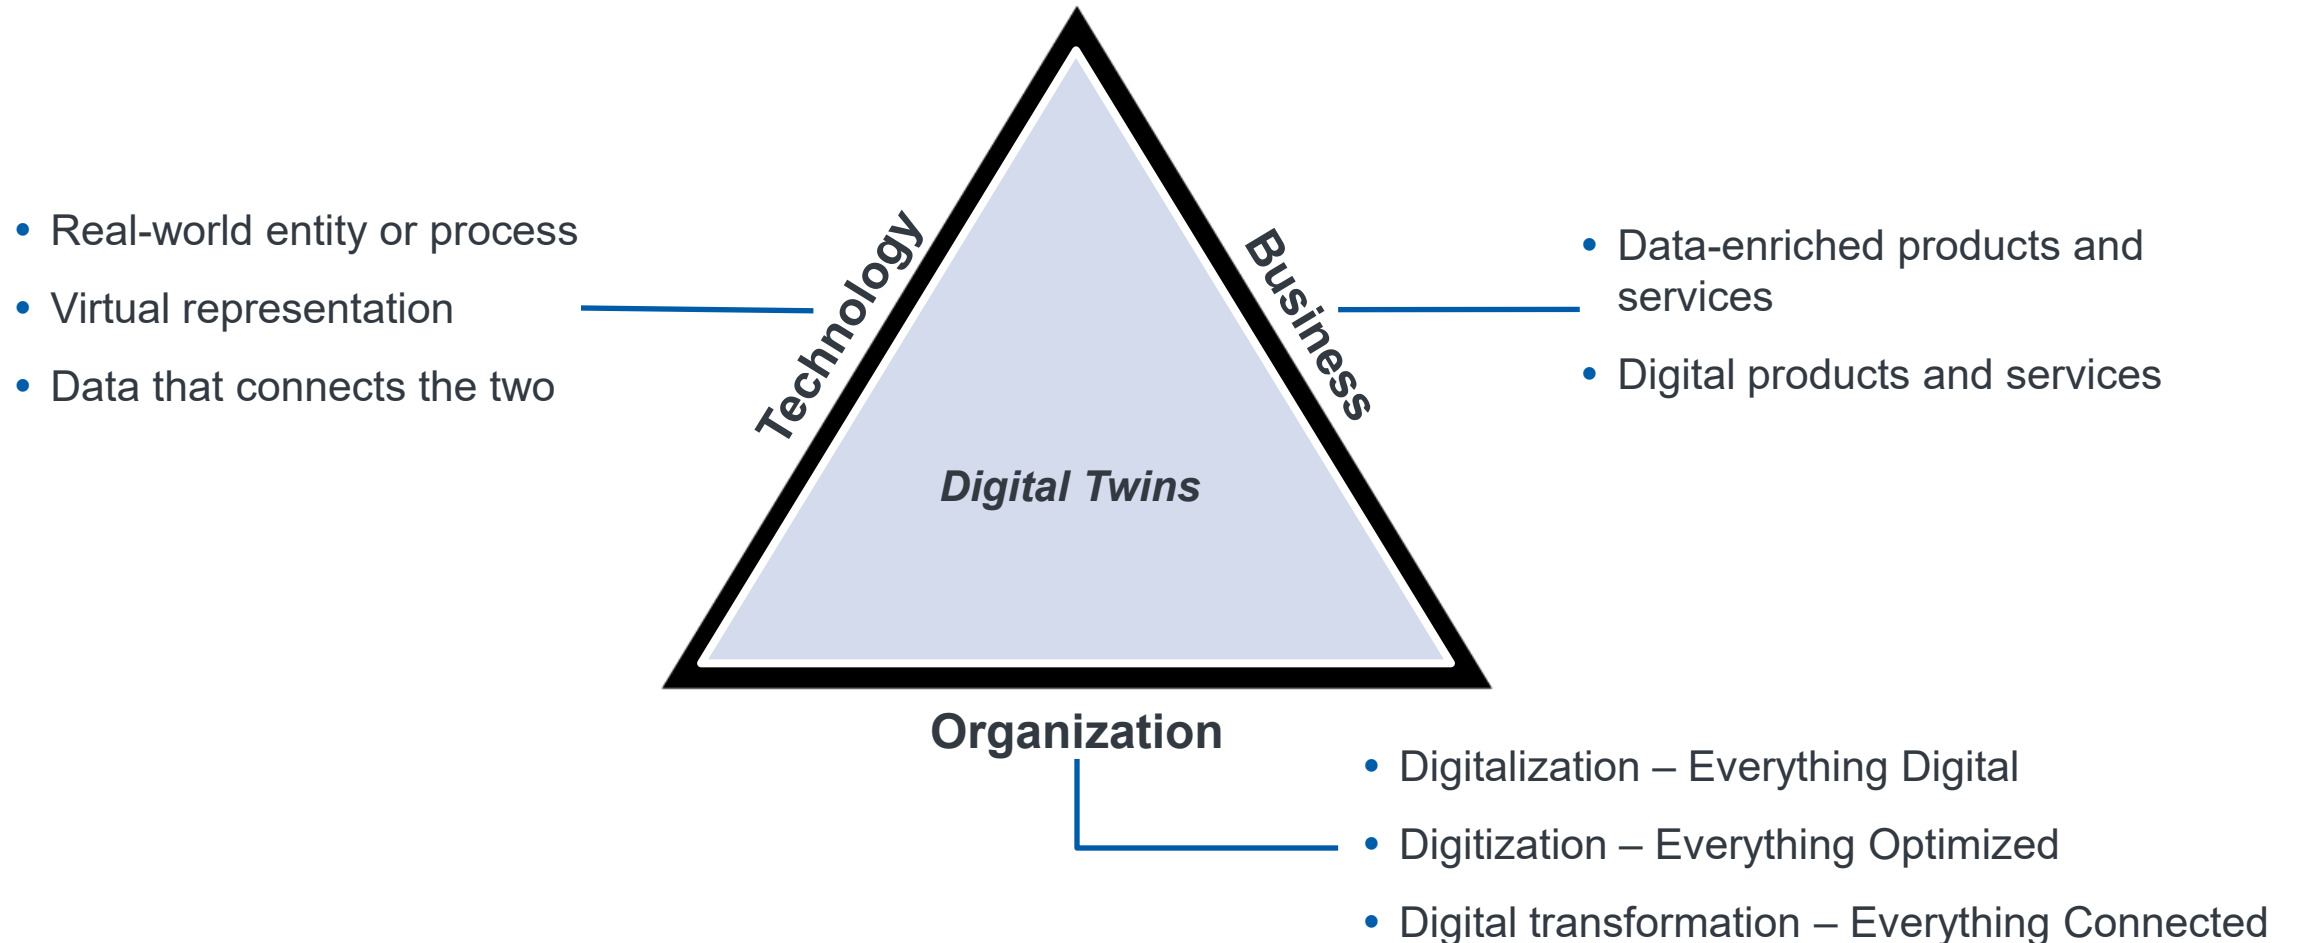 • Real-world entity or process
• Virtual representation
• Data that connects the two
Technology
Business
• Data-enriched products and
services
• Digital products and services
Digital Twins
Organization
• Digitalization – Everything Digital
• Digitization – Everything Optimized
• Digital transformation – Everything Connected